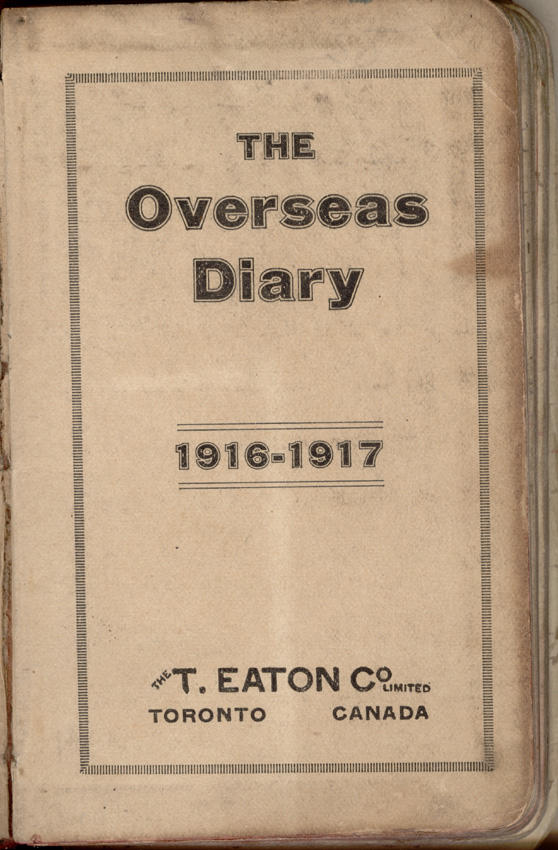 THE
Overseas
Diary
1916-1917
THE T. EATON CO LIMITED
TORONTO CANADA